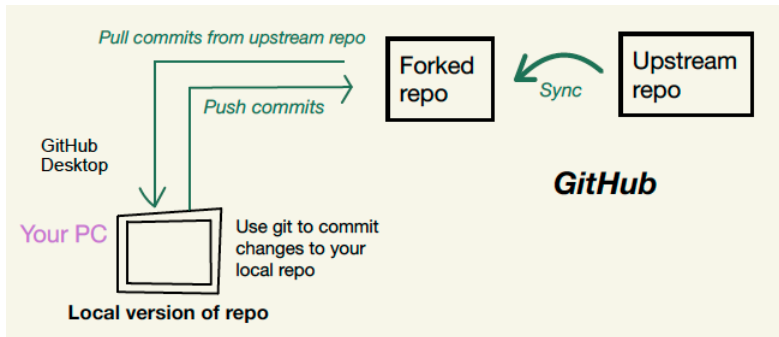 Pull commits from upstream repo
Forked
repo
Upstream
repo
Sync
Push commits
GitHub
Desktop
GitHub
Your PC
Use git to commit
changes to your
local repo
Local version of repo